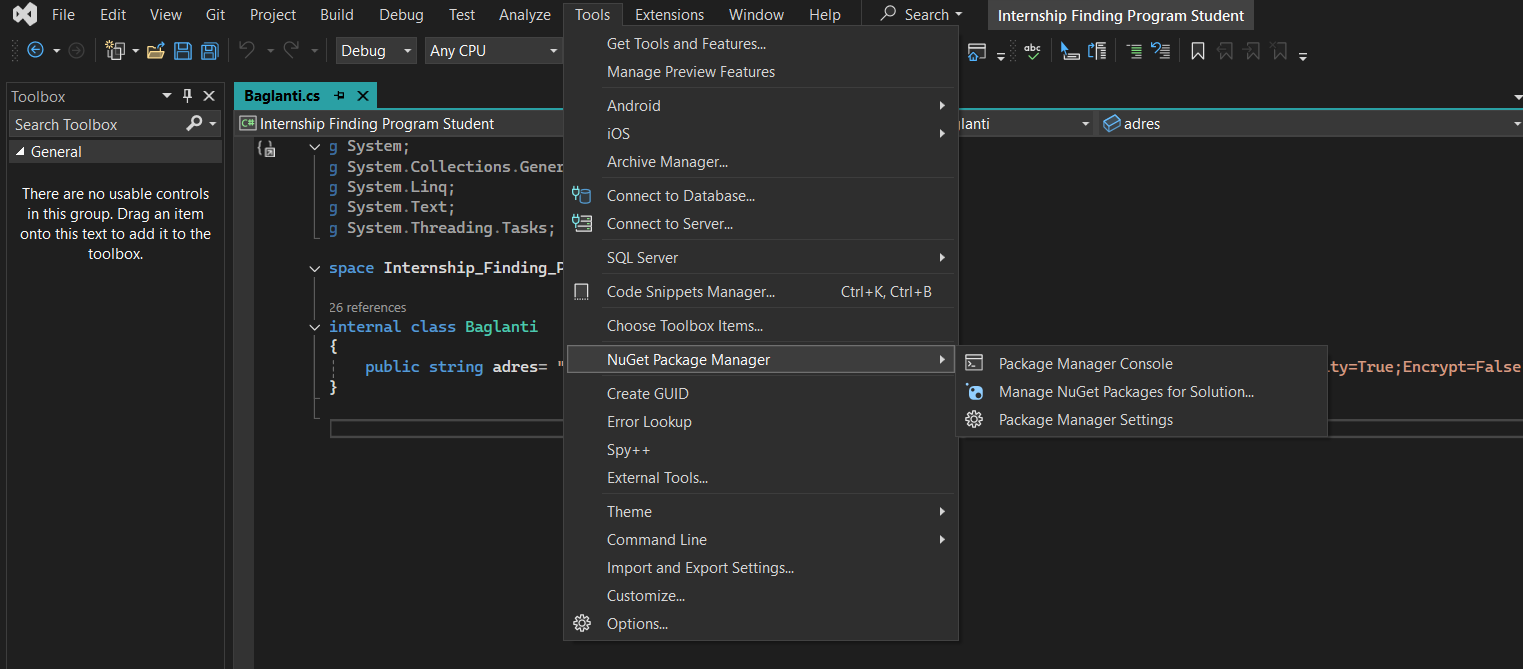 File Edit View Git Project Build Debug Test Analyze Tools Extensions Window Help Search Internship Finding Program Student
Debug Any CPU abc
Toolbox
Baglanti.cs
Search Toolbox
C# Internship Finding Program Student
lanti
adres
General
There are no usable controls
in this group. Drag an item
onto this text to add it to the
toolbox.
g System;
g System.Collections.Gener
g System.Linq;
g System.Text;
g System.Threading.Tasks;
space Internship_Finding_P
26 references
internal class Baglanti
{
public string adres= "
ty=True;Encrypt=False
}
Get Tools and Features...
Manage Preview Features
Android
iOS
Archive Manager...
Connect to Database...
Connect to Server...
SQL Server
Code Snippets Manager... Ctrl+K, Ctrl+B
Choose Toolbox Items...
NuGet Package Manager
Create GUID
Error Lookup
Spy++
External Tools...
Theme
Command Line
Import and Export Settings...
Customize...
Options...
Package Manager Console
Manage NuGet Packages for Solution...
Package Manager Settings